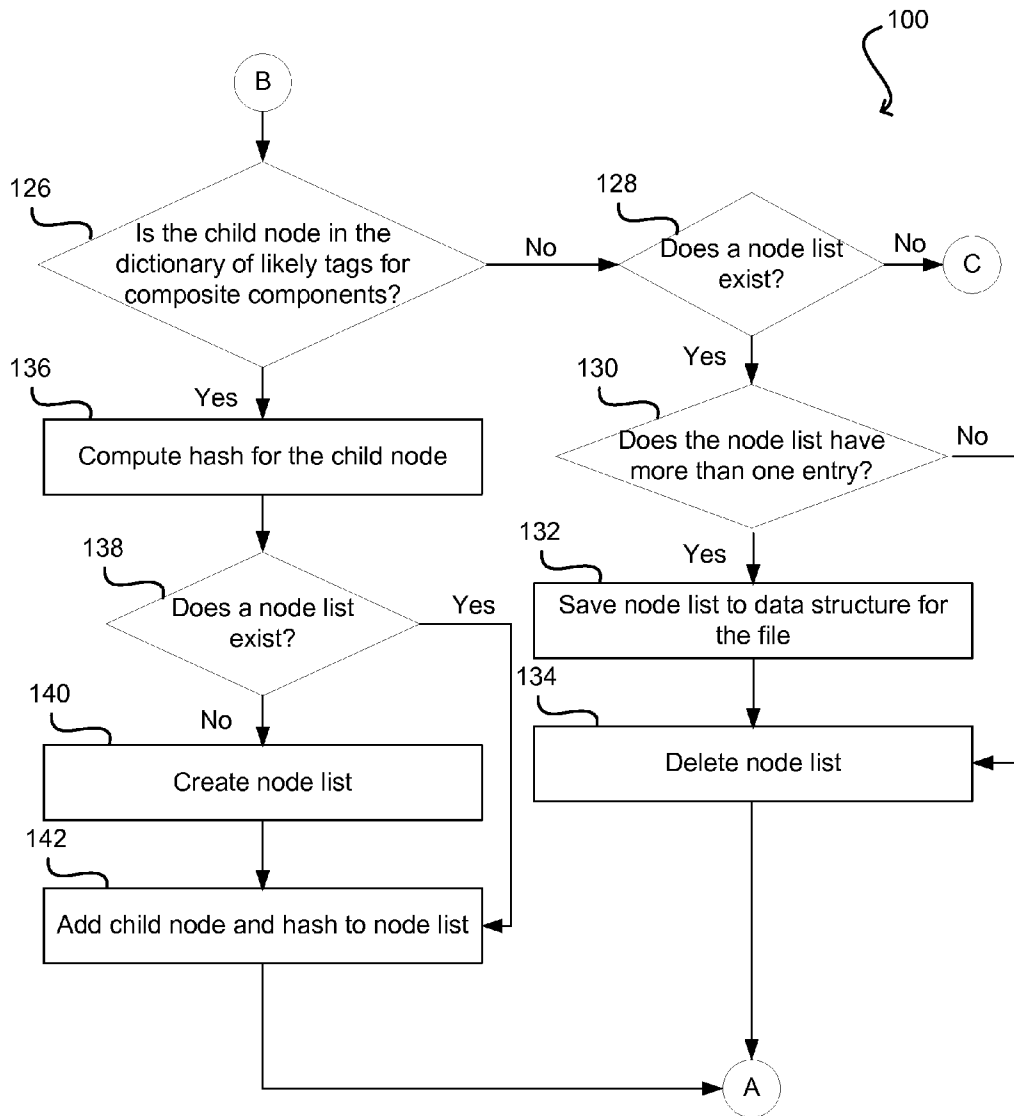 100
B
126
Is the child node in the
dictionary of likely tags for
composite components?
No
128
Does a node list
exist?
No
C
Yes
136
Compute hash for the child node
Yes
130
Does the node list have
more than one entry?
No
138
Does a node list
exist?
Yes
Yes
132
Save node list to data structure for
the file
No
140
Create node list
134
Delete node list
142
Add child node and hash to node list
A